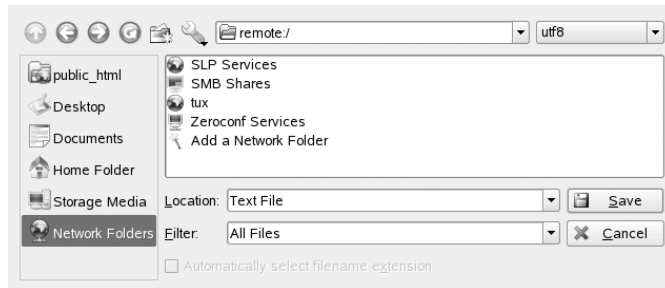 remote:/
utf8
public_html
Desktop
Documents
Home Folder
Storage Media
Network Folders
SLP Services
SMB Shares
tux
Zeroconf Services
Add a Network Folder
Location: Text File
Save
Filter: All Files
Cancel
Automatically select filename extension